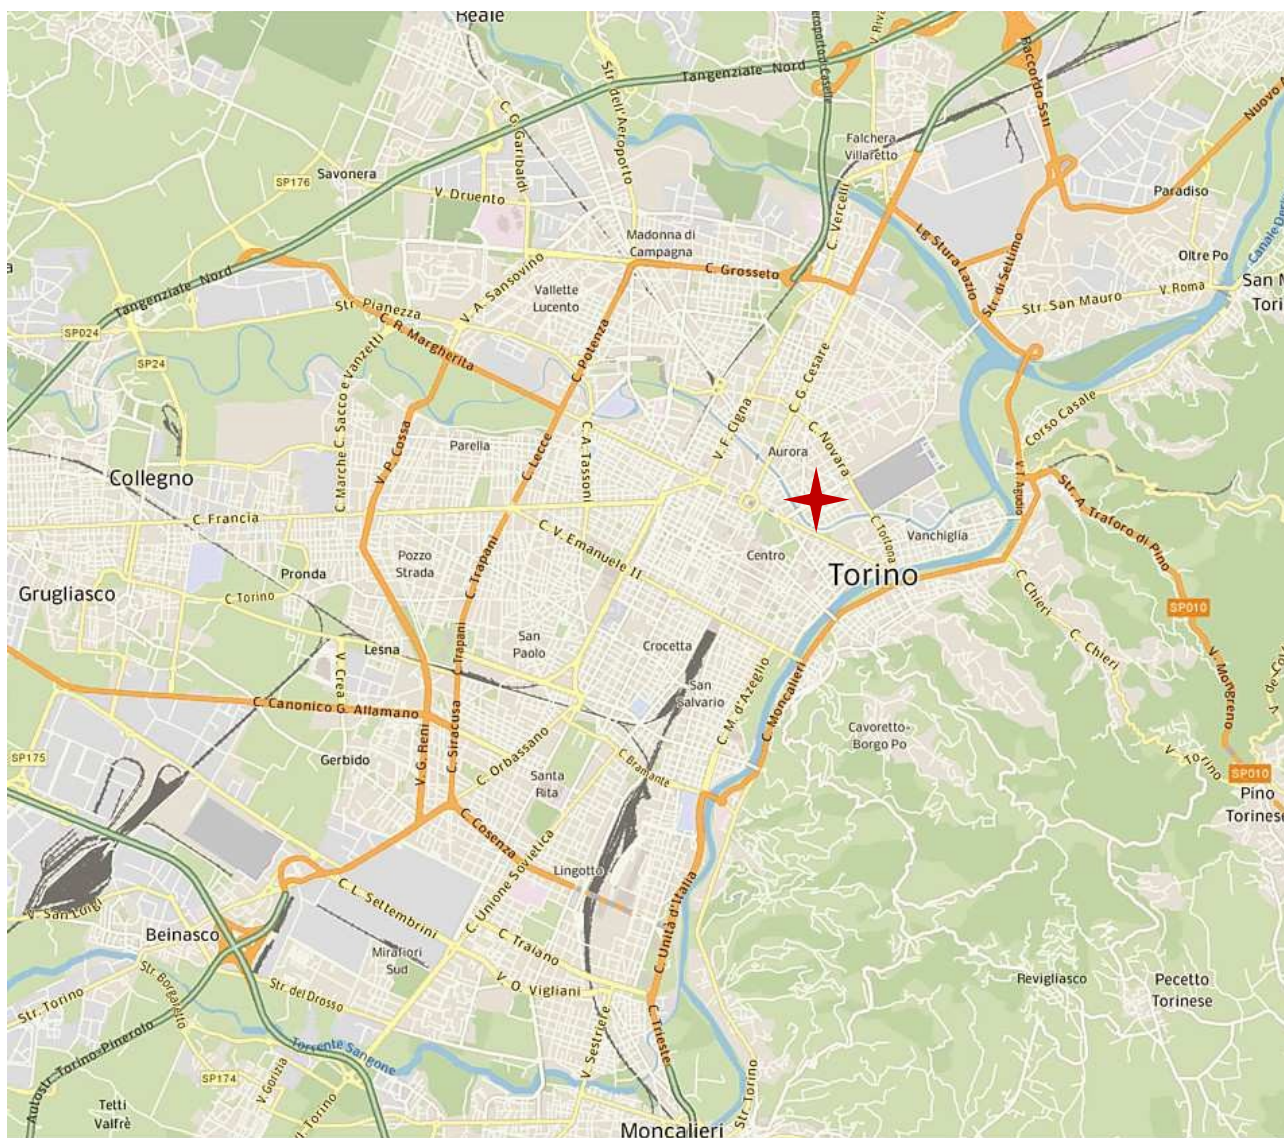 Reale
Aeroporto di Caselle
V. Riva
Raccordo Ssti
Tangenziale Nord
Str. dell'Aeropoto
C. G. Garibaldi
Nuovo
Falchera
Villaretto
Savonera
SP176
V. Druento
C. Vercelli
Paradiso
Canale
Madonna di
Campagna
Lg Stura Lazio
Str. di Settimo
Oltre Po
Tangenziale Nord
V. A. Sansovino
C. Grosseto
Vallette
Lucento
V. Roma
San M
Tori
Str. San Mauro
Str. Pianezza
C. R. Margherita
SP024
SP24
C. Potenza
C. G. Cesare
C. Marche C. Sacco e Vanzetti
V. F. Cigna
Corso Casale
C. Novara
C. A. Tassoni
Parella
Aurora
C. Lecce
V. P. Cossa
Collegno
V. T. Agudio
Str. A. Traforo di Pino
C. Francia
C. V. Emanuele II
C. Tortona
Vanchiglia
Centro
Torino
Pozzo
Strada
C. Trapani
Pronda
C. Chieri
Grugliasco
C. Torino
SP010
San
Paolo
Crocetta
C. Trapani
Lesna
V. Crea
C. Chieri
V. Mongreno
San
Salvario
C. M. d'Azeglio
C. Moncalieri
C. Canonico G. Allamano
Cavoretto-
Borgo Po
V. G. Reni
C. Siracusa
C. Orbassano
SP175
Gerbido
C. Bramante
V. Torino
SP010
Santa
Rita
Pino
Torinese
C. Cosenza
C. Unione Sovietica
Lingotto
C. L. Settembrini
C. Unità d'Italia
V. San Luigi
Beinasco
C. Traiano
Mirafiori
Sud
Str. Borgaretto
Str. del Drosso
V. O. Vigliani
Revigliasco
Pecetto
Torinese
Str. Torino
C. Trieste
Autostr. Torino-Pinerolo
Torrente Sangone
V. Sestriere
SP174
V. Gorizia
Str. Torino
Tetti
Valfrè
Moncalieri